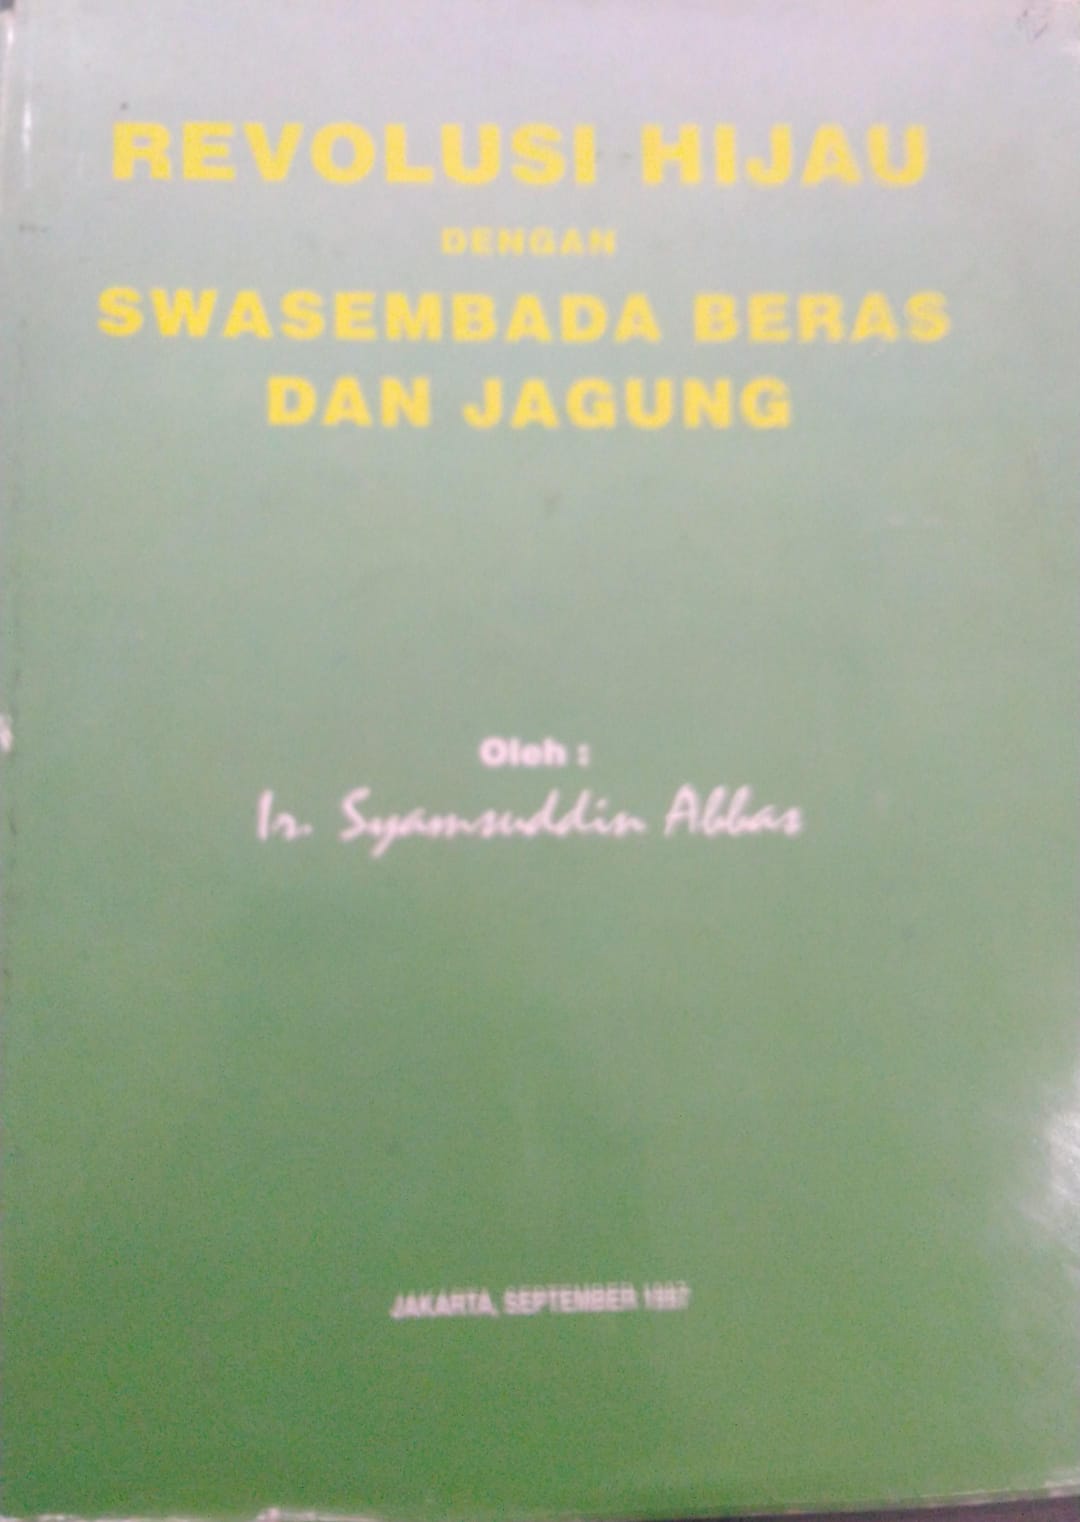 REVOLUSI HIJAU
DENGAN
SWASEMBADA BERAS
DAN JAGUNG
Oleh :
Ir. Syamsuddin Abbas
JAKARTA, SEPTEMBER 1997